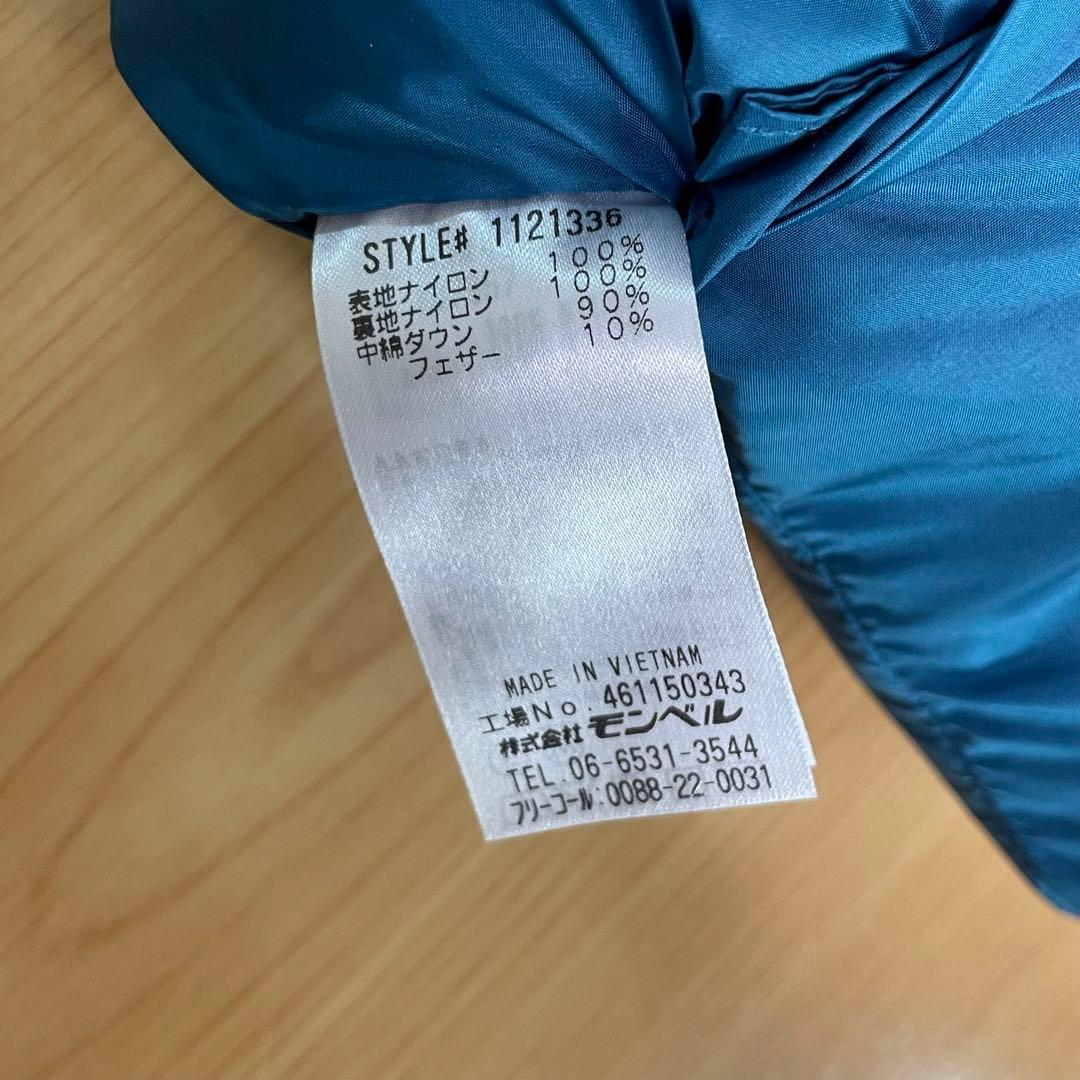 STYLE# 1121336
表地ナイロン 100%
裏地ナイロン 100%
中綿ダウン 90%
フェザー 10%
MADE IN VIETNAM
工場No.461150343
株式会社モンベル
TEL.06-6531-3544
フリーコール:0088-22-0031